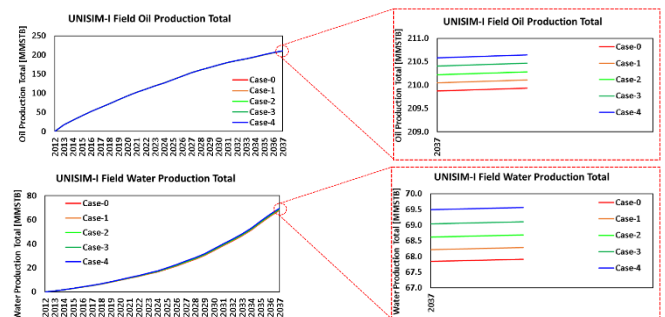 UNISIM-I Field Oil Production Total
Oil Production Total [MMSTB]
250
200
150
100
50
0
2012
2013
2014
2015
2016
2017
2018
2019
2020
2021
2022
2023
2024
2025
2026
2027
2028
2029
2030
2031
2032
2033
2034
2035
2036
2037
Case-0
Case-1
Case-2
Case-3
Case-4
UNISIM-I Field Oil Production Total
Oil Production Total [MMSTB]
211.0
210.5
210.0
209.5
209.0
2037
Case-0
Case-1
Case-2
Case-3
Case-4
UNISIM-I Field Water Production Total
Water Production Total [MMSTB]
80
60
40
20
0
2012
2013
2014
2015
2016
2017
2018
2019
2020
2021
2022
2023
2024
2025
2026
2027
2028
2029
2030
2031
2032
2033
2034
2035
2036
2037
Case-0
Case-1
Case-2
Case-3
Case-4
UNISIM-I Field Water Production Total
Water Production Total [MMSTB]
70.0
69.5
69.0
68.5
68.0
67.5
67.0
2037
Case-0
Case-1
Case-2
Case-3
Case-4